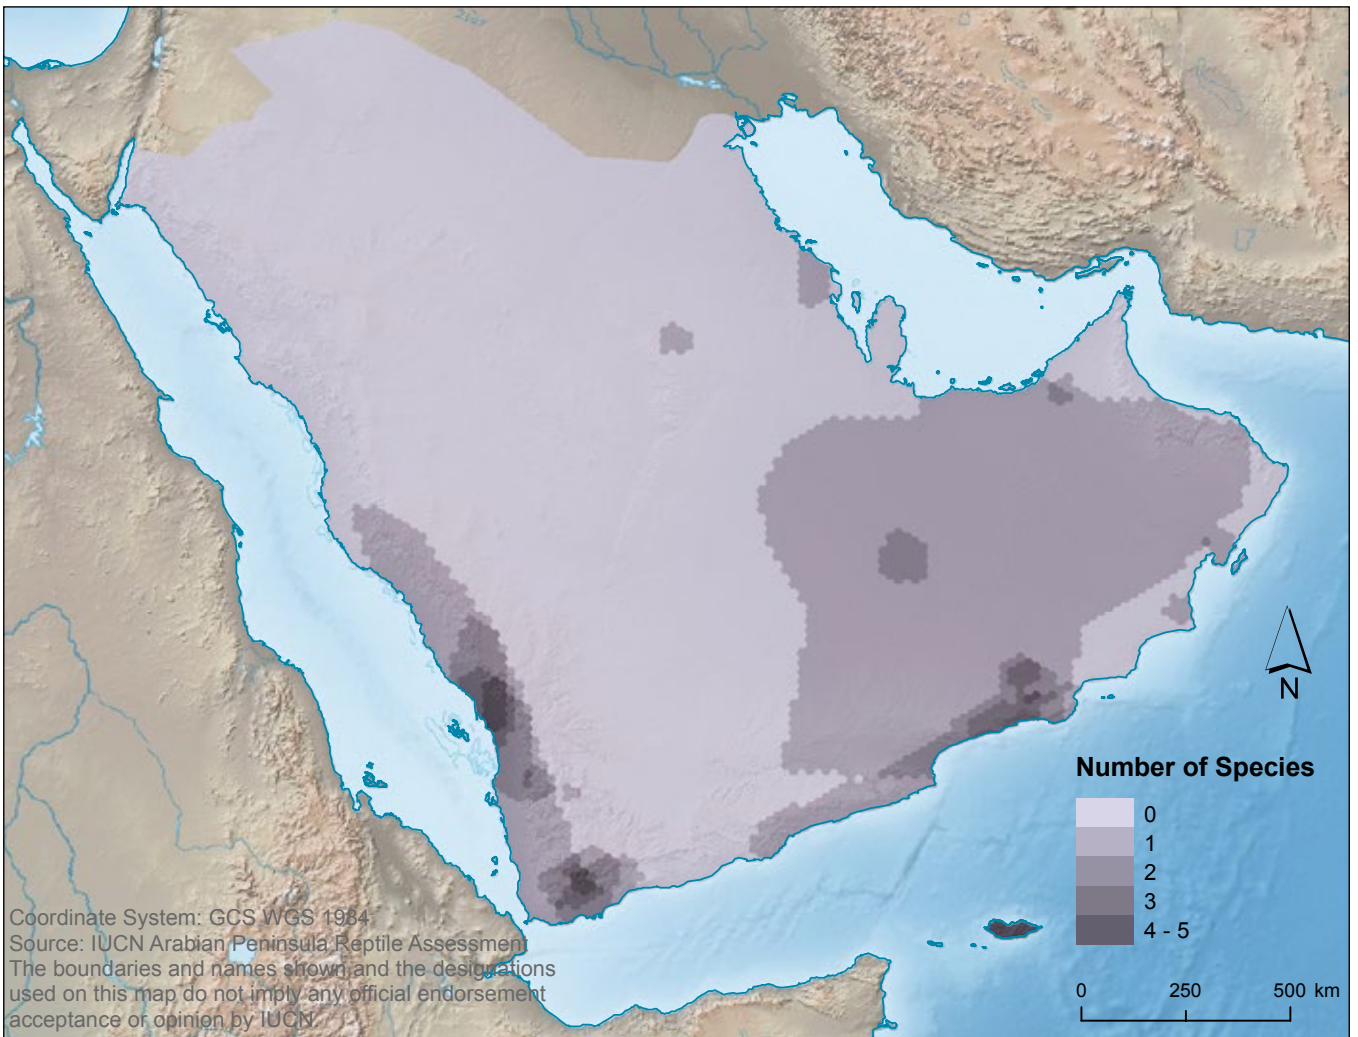 N
Number of Species
0
1
2
3
4 - 5
0 250 500 km
Coordinate System: GCS WGS 1984
Source: IUCN Arabian Peninsula Reptile Assessment
The boundaries and names shown and the designations
used on this map do not imply any official endorsement
acceptance or opinion by IUCN.